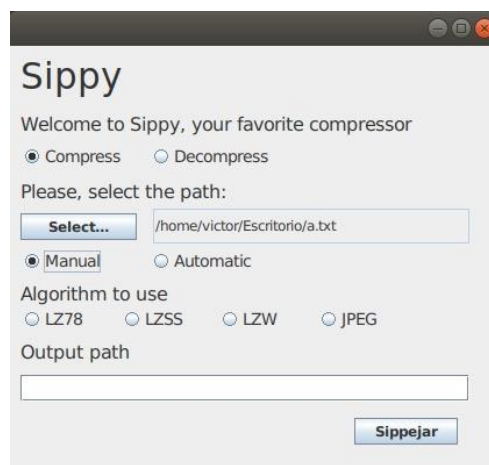 Sippy
Welcome to Sippy, your favorite compressor
Compress Decompress
Please, select the path:
Select... /home/victor/Escritorio/a.txt
Manual Automatic
Algorithm to use
LZ78 LZSS LZW JPEG
Output path
Sippejar